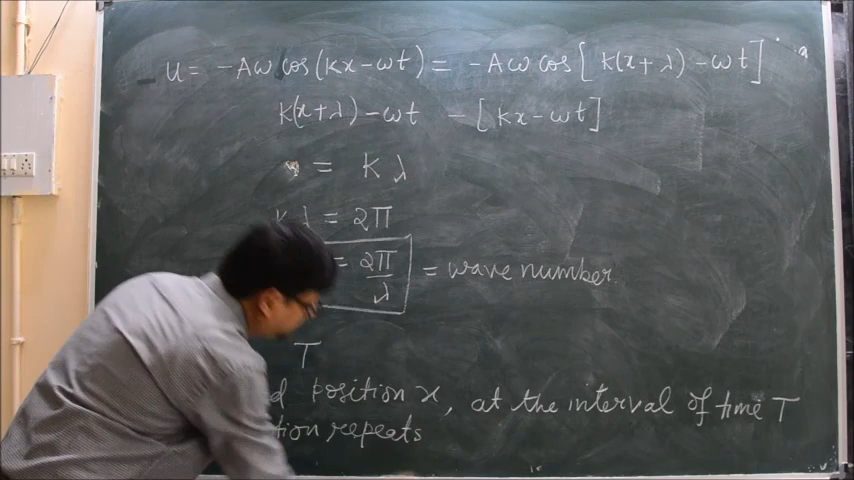 U = -Aω cos(kx-ωt) = -Aω cos[k(x+λ)-ωt]
k(x+λ)-ωt - [kx-ωt]
= kλ
k λ = 2π
= 2π/λ = wave number.
T
position x, at the interval of time T
tion repeats